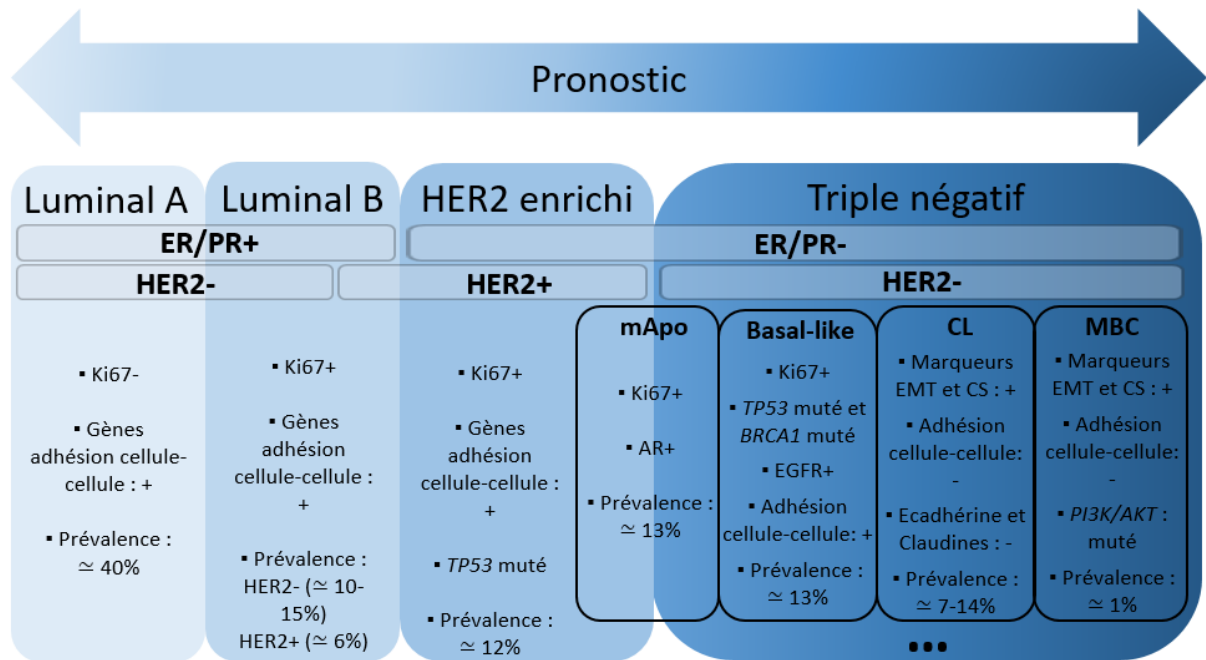 Pronostic
Luminal A
Luminal B
HER2 enrichi
Triple négatif
ER/PR+
ER/PR-
HER2-
HER2+
HER2-
▪ Ki67-
▪ Gènes
adhésion cellule-
cellule : +
▪ Prévalence :
≃ 40%
▪ Ki67+
▪ Gènes
adhésion
cellule-cellule :
+
▪ Prévalence :
HER2- (≃ 10-
15%)
HER2+ (≃ 6%)
▪ Ki67+
▪ Gènes
adhésion
cellule-cellule :
+
▪ TP53 muté
▪ Prévalence :
≃ 12%
mApo
▪ Ki67+
▪ AR+
▪ Prévalence :
≃ 13%
Basal-like
▪ Ki67+
▪ TP53 muté et
BRCA1 muté
▪ EGFR+
▪ Adhésion
cellule-cellule: +
▪ Prévalence :
≃ 13%
CL
▪ Marqueurs
EMT et CS : +
▪ Adhésion
cellule-cellule:
-
▪ Ecadhérine et
Claudines : -
▪ Prévalence :
≃ 7-14%
MBC
▪ Marqueurs
EMT et CS : +
▪ Adhésion
cellule-cellule:
-
▪ PI3K/AKT :
muté
▪ Prévalence :
≃ 1%
...